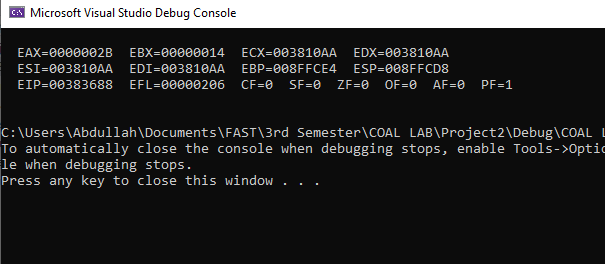 Microsoft Visual Studio Debug Console
EAX=0000002B EBX=00000014 ECX=003810AA EDX=003810AA
ESI=003810AA EDI=003810AA EBP=008FFCE4 ESP=008FFCD8
EIP=00383688 EFL=00000206 CF=0 SF=0 ZF=0 OF=0 AF=0 PF=1
C:\Users\Abdullah\Documents\FAST\3rd Semester\COAL LAB\Project2\Debug\COAL L
To automatically close the console when debugging stops, enable Tools->Optio
le when debugging stops.
Press any key to close this window . . .